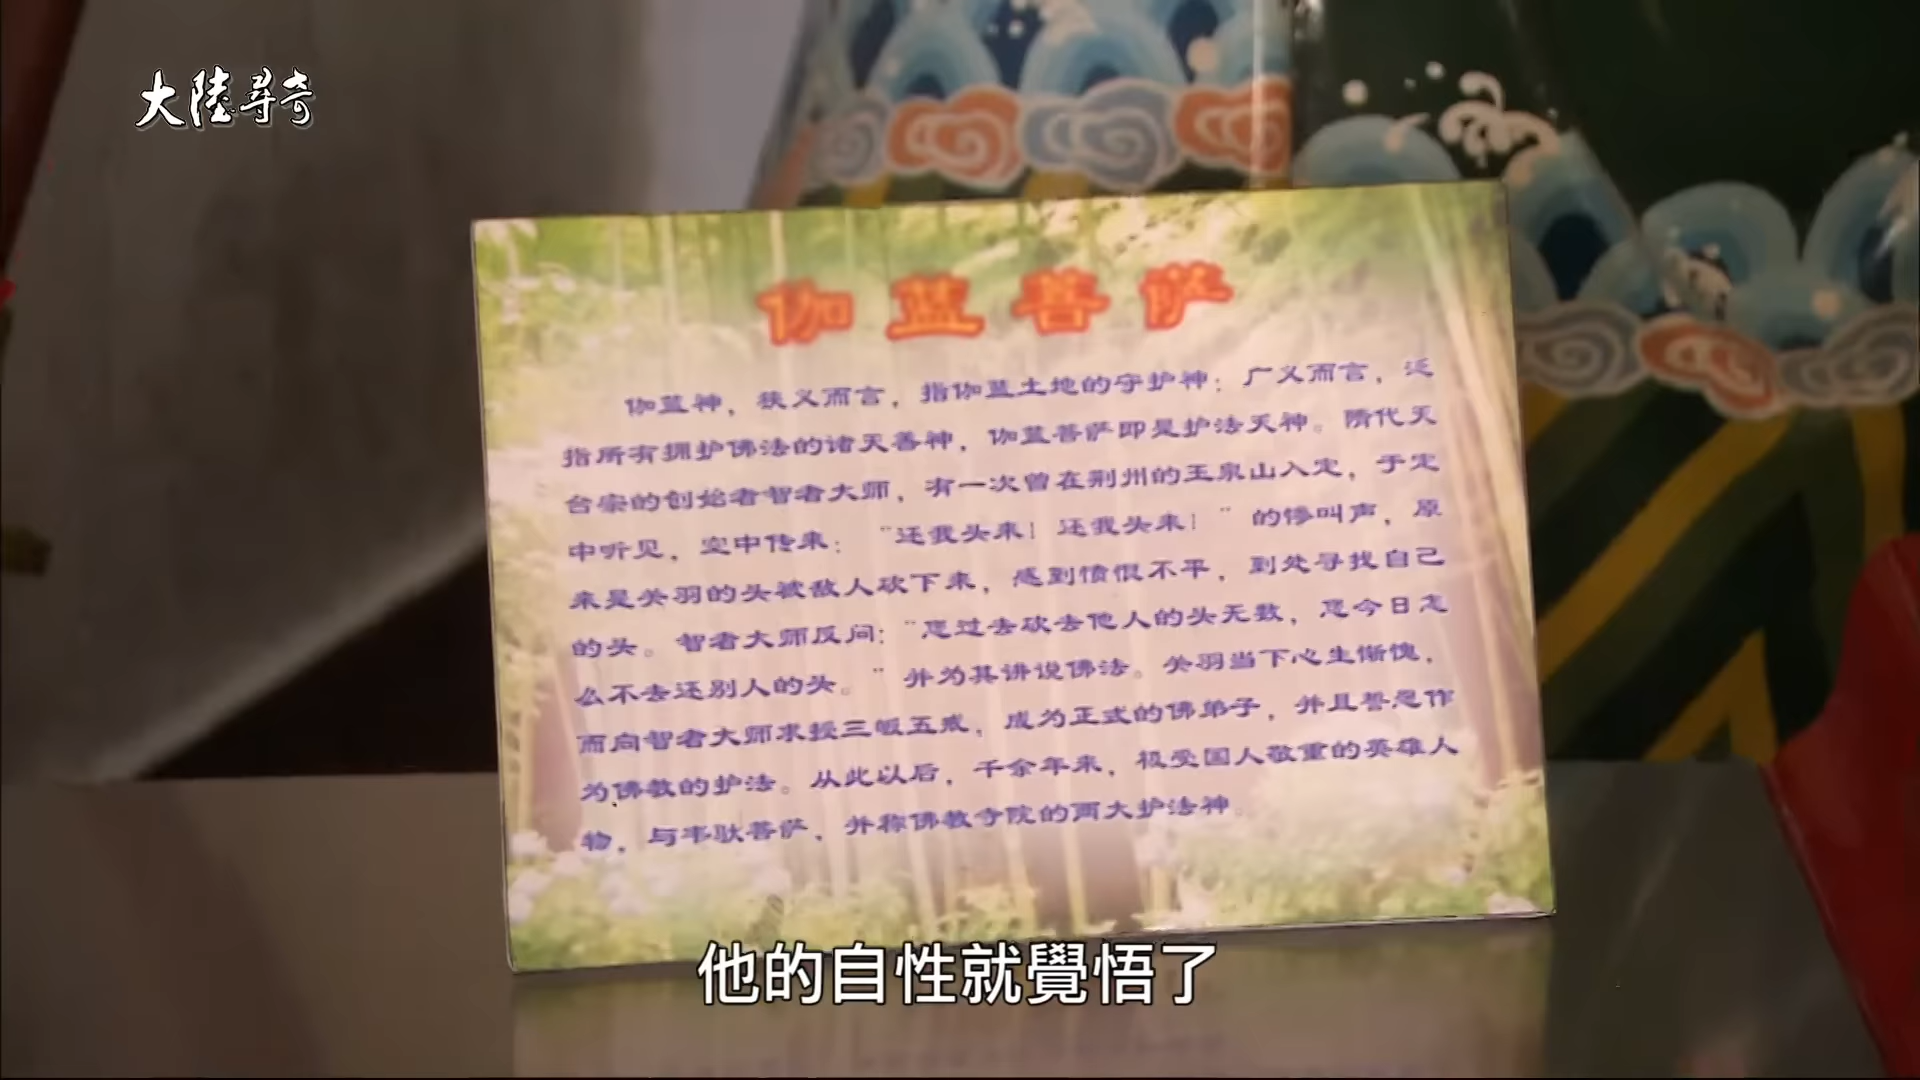 大陸尋奇
伽蓝菩萨
伽蓝神，狭义而言，指伽蓝土地的守护神；广义而言，泛
指所有拥护佛法的诸天善神，伽蓝菩萨即是护法天神。隋代天
台宗的创始者智者大师，有一次曾在荆州的玉泉山入定，于定
中听见，空中传来：“还我头来！还我头来！”的惨叫声，原
来是关羽的头被敌人砍下来，感到愤恨不平，到处寻找自己
的头。智者大师反问：“您过去砍去他人的头无数，您今日怎
么不去还别人的头。”并为其讲说佛法。关羽当下心生惭愧，
而向智者大师求授三皈五戒，成为正式的佛弟子，并且誓愿作
为佛教的护法。从此以后，千余年来，极受国人敬重的英雄人
物，与韦驮菩萨，并称佛教寺院的两大护法神。
他的自性就覺悟了